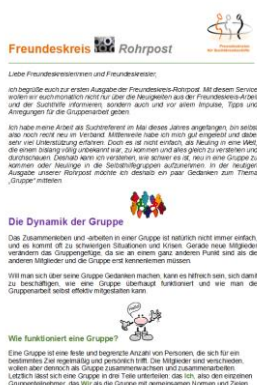 Freundeskreis Rohrpost
Freundeskreise
Liebe Freundeskreislerinnen und Freundeskreisler,
ich begrüße euch zur ersten Ausgabe der Freundeskreis-Rohrpost. Mit diesem Service
wollen wir euch monatlich nicht nur über die Neuigkeiten aus der Freundeskreis-Arbeit
und der Suchthilfe informieren, sondern auch und vor allem Impulse, Tipps und
Anregungen für die Gruppenarbeit geben.
Ich habe meine Arbeit als Suchtreferent im Mai dieses Jahres angefangen, bin selbst
also noch recht neu im Verband. Mittlerweile habe ich mich gut eingelebt und dabei
sehr viel Unterstützung erfahren. Doch es ist nicht einfach, als Neuling in eine Welt,
die einem bislang völlig unbekannt war, zu kommen und alles gleich zu verstehen und
durchschauen. Deshalb kann ich verstehen, wie schwer es ist, neu in eine Gruppe zu
kommen oder Neulinge in die Selbsthilfegruppen aufzunehmen. In der heutigen
Ausgabe unserer Rohrpost möchte ich deshalb ein paar Gedanken zum Thema
„Gruppe“ mitteilen.
Die Dynamik der Gruppe
Das Zusammenleben und -arbeiten in einer Gruppe ist natürlich nicht immer einfach,
und es kommt oft zu schwierigen Situationen und Krisen. Gerade neue Mitglieder
verändern das Gruppengefüge, da sie an einem ganz anderen Punkt sind als die
anderen Mitglieder und die Gruppe erst kennenlernen müssen.
Will man sich über seine Gruppe Gedanken machen, kann es hilfreich sein, sich damit
zu beschäftigen, wie eine Gruppe überhaupt funktioniert und wie man die
Gruppenarbeit selbst effektiv mitgestalten kann.
Wie funktioniert eine Gruppe?
Eine Gruppe ist eine feste und begrenzte Anzahl von Personen, die sich für ein
bestimmtes Ziel regelmäßig und persönlich trifft. Die Mitglieder sind verschieden,
wollen aber dennoch als Gruppe zusammenwachsen und zusammenarbeiten.
Letztlich lässt sich eine Gruppe in drei Teile unterteilen: das Ich, also den einzelnen
Gruppenteilnehmer, das Wir als die Gruppe mit gemeinsamen Normen und Zielen